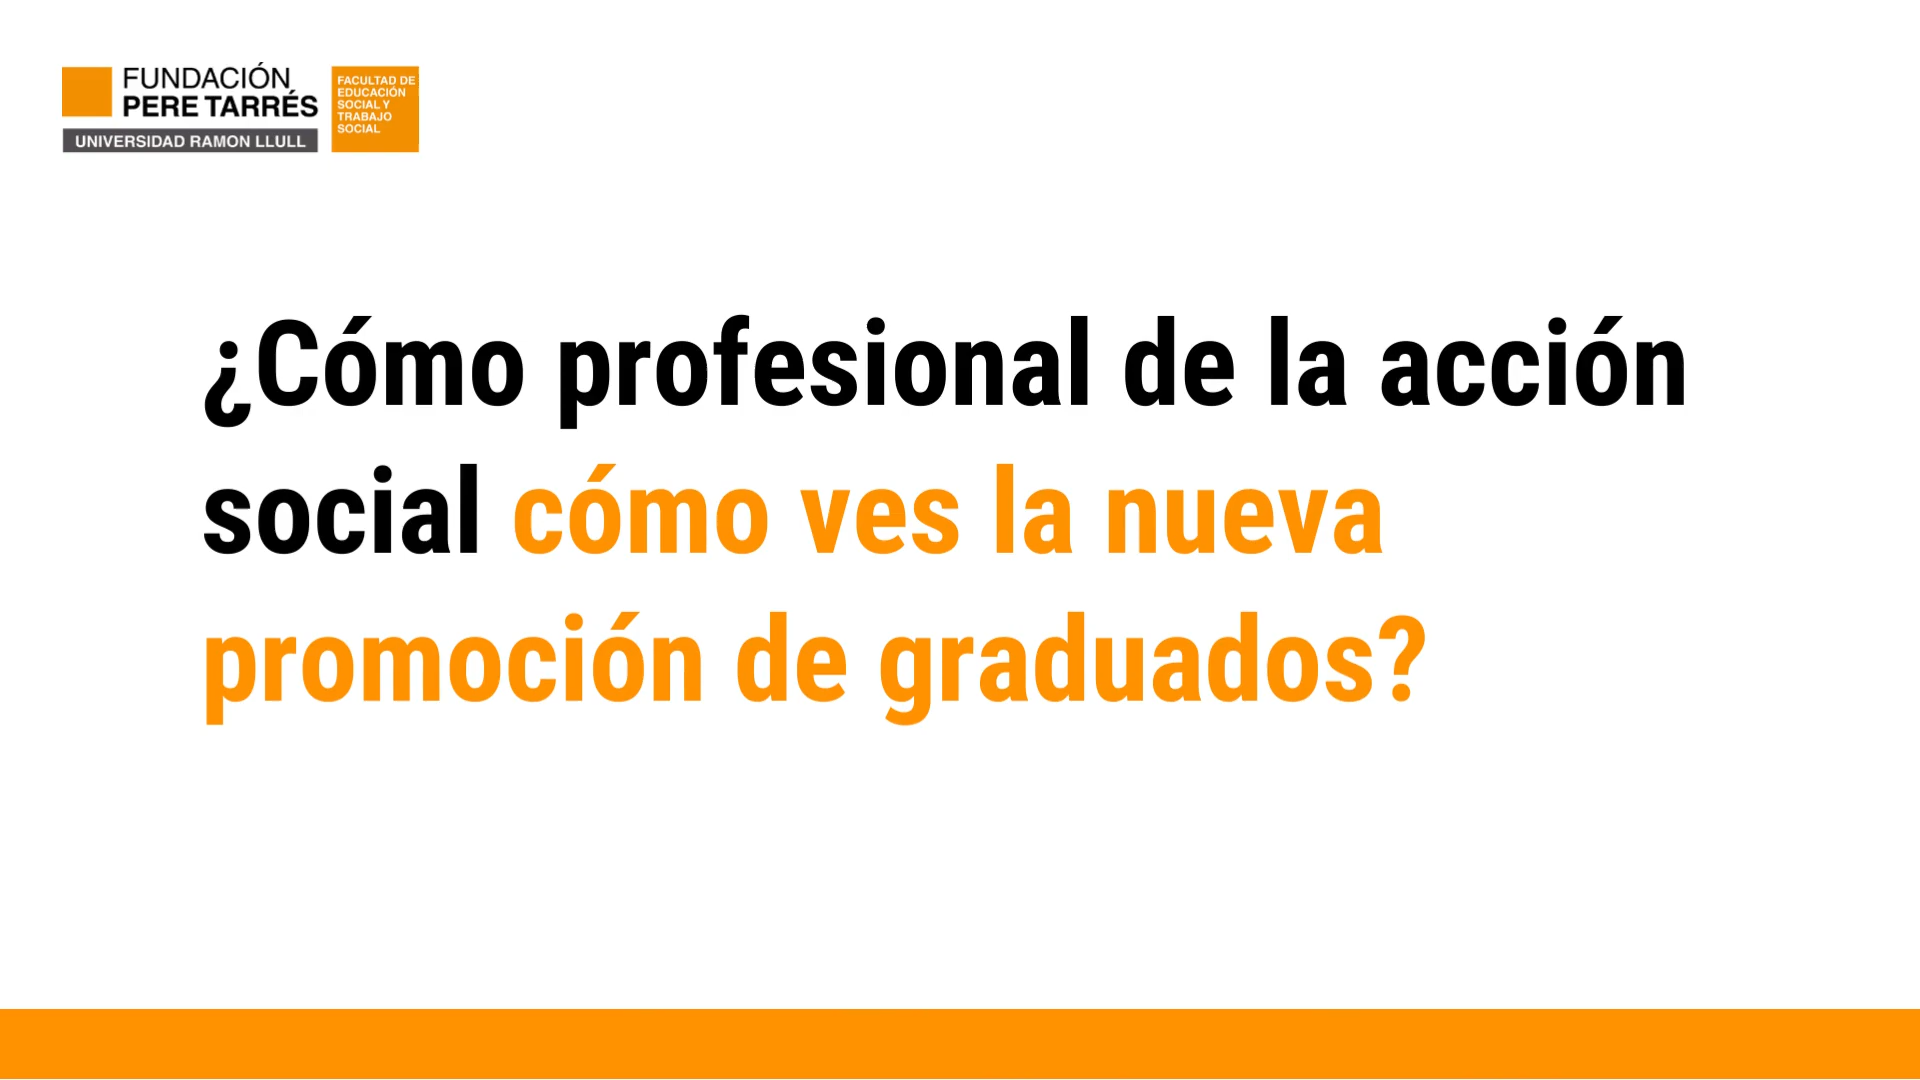 FUNDACIÓN
PERE TARRÉS
UNIVERSIDAD RAMON LLULL
FACULTAD DE
EDUCACIÓN
SOCIAL Y
TRABAJO
SOCIAL
¿Cómo profesional de la acción
social cómo ves la nueva
promoción de graduados?